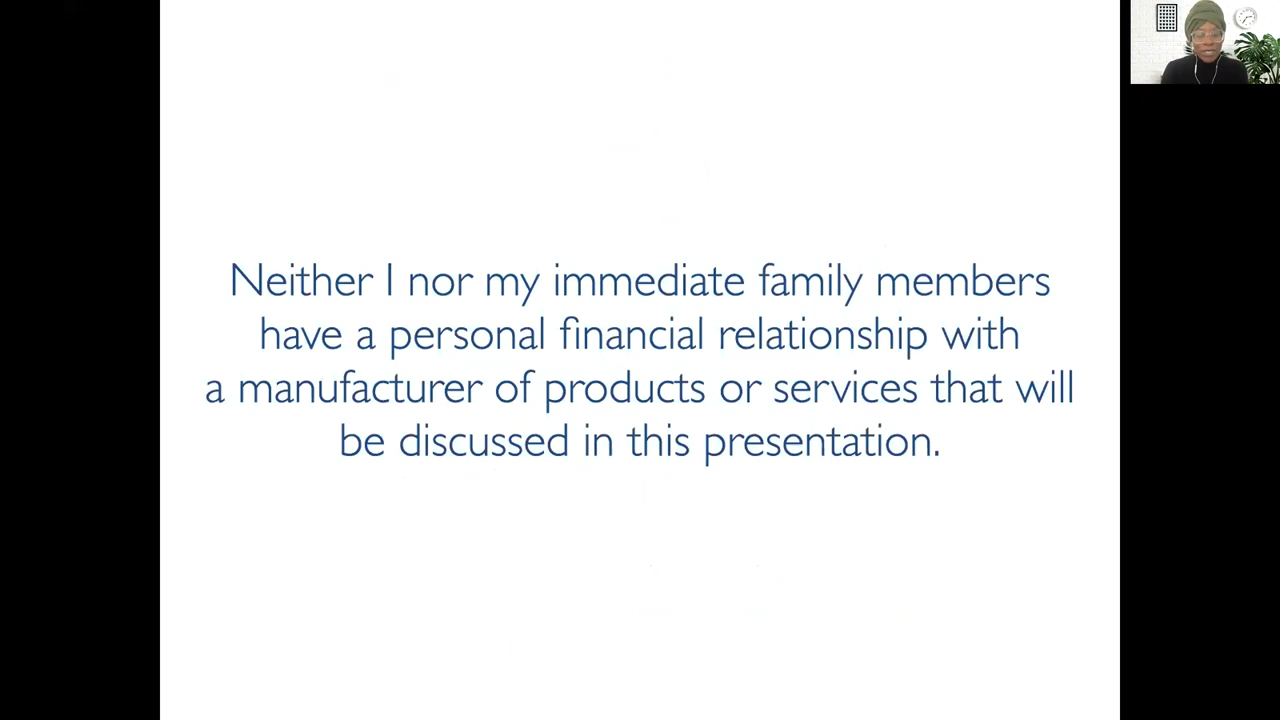 Neither I nor my immediate family members
have a personal financial relationship with
a manufacturer of products or services that will
be discussed in this presentation.